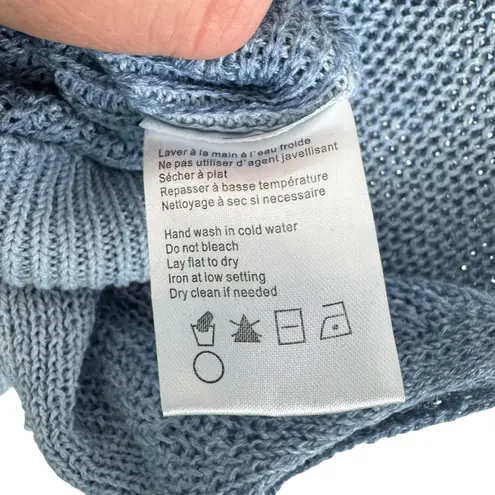 Laver à la main à l'eau froide
Ne pas utiliser d'agent javellisant
Sécher à plat
Repasser à basse température
Nettoyage à sec si necessaire
Hand wash in cold water
Do not bleach
Lay flat to dry
Iron at low setting
Dry clean if needed